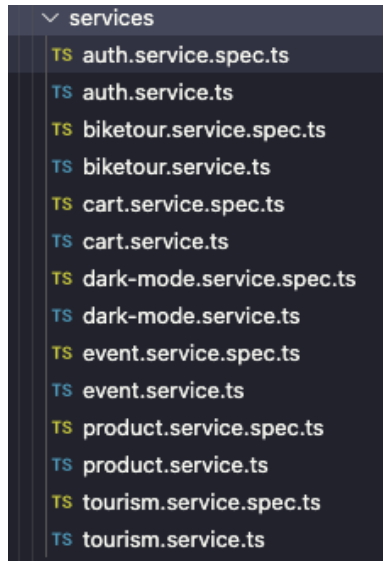 services
TS auth.service.spec.ts
TS auth.service.ts
TS biketour.service.spec.ts
TS biketour.service.ts
TS cart.service.spec.ts
TS cart.service.ts
TS dark-mode.service.spec.ts
TS dark-mode.service.ts
TS event.service.spec.ts
TS event.service.ts
TS product.service.spec.ts
TS product.service.ts
TS tourism.service.spec.ts
TS tourism.service.ts